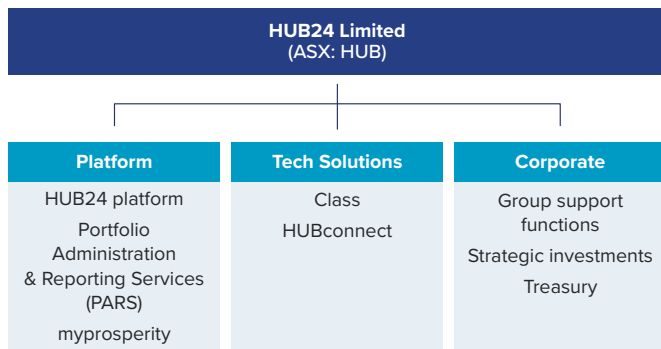 HUB24 Limited
(ASX: HUB)
Platform
HUB24 platform
Portfolio
Administration
& Reporting Services
(PARS)
myprosperity
Tech Solutions
Class
HUBconnect
Corporate
Group support
functions
Strategic investments
Treasury